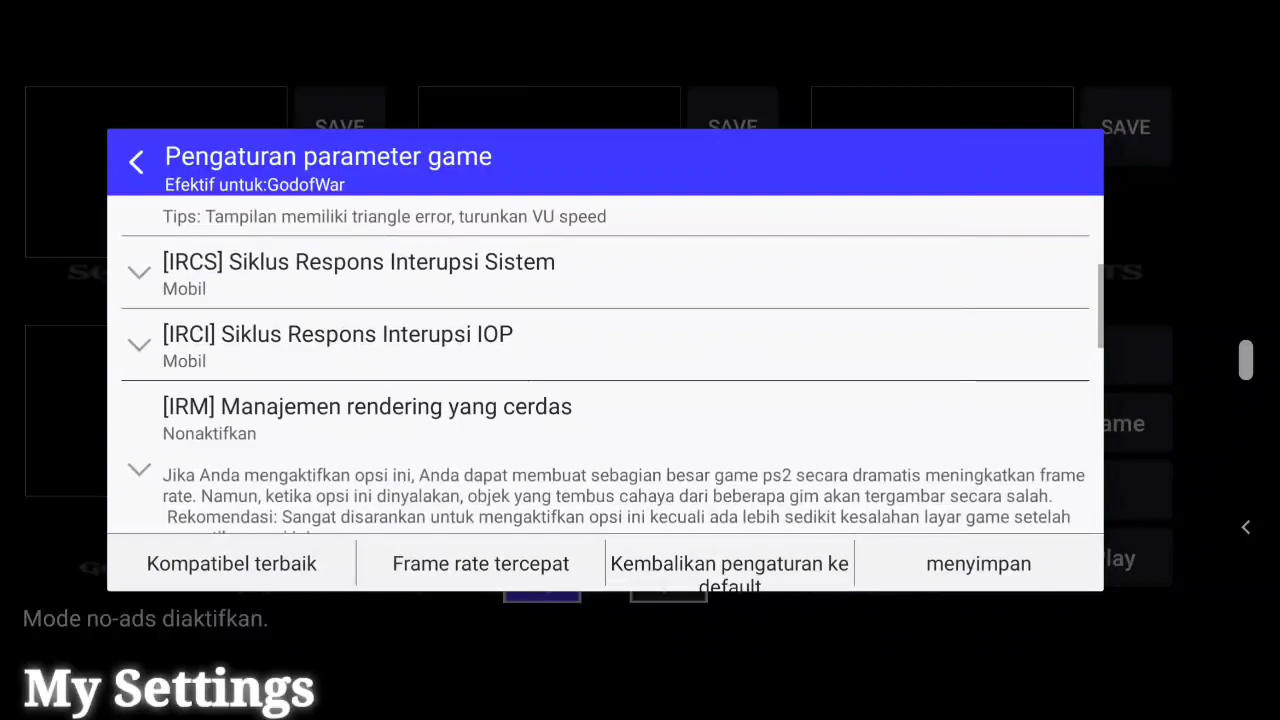 SAVE
SAVE
SAVE
Pengaturan parameter game
Efektif untuk:GodofWar
Tips: Tampilan memiliki triangle error, turunkan VU speed
[IRCS] Siklus Respons Interupsi Sistem
Mobil
[IRCI] Siklus Respons Interupsi IOP
Mobil
[IRM] Manajemen rendering yang cerdas
Nonaktifkan
Jika Anda mengaktifkan opsi ini, Anda dapat membuat sebagian besar game ps2 secara dramatis meningkatkan frame
rate. Namun, ketika opsi ini dinyalakan, objek yang tembus cahaya dari beberapa gim akan tergambar secara salah.
Rekomendasi: Sangat disarankan untuk mengaktifkan opsi ini kecuali ada lebih sedikit kesalahan layar game setelah
Kompatibel terbaik
Frame rate tercepat
Kembalikan pengaturan ke
default
menyimpan
ame
lay
Mode no-ads diaktifkan.
My Settings